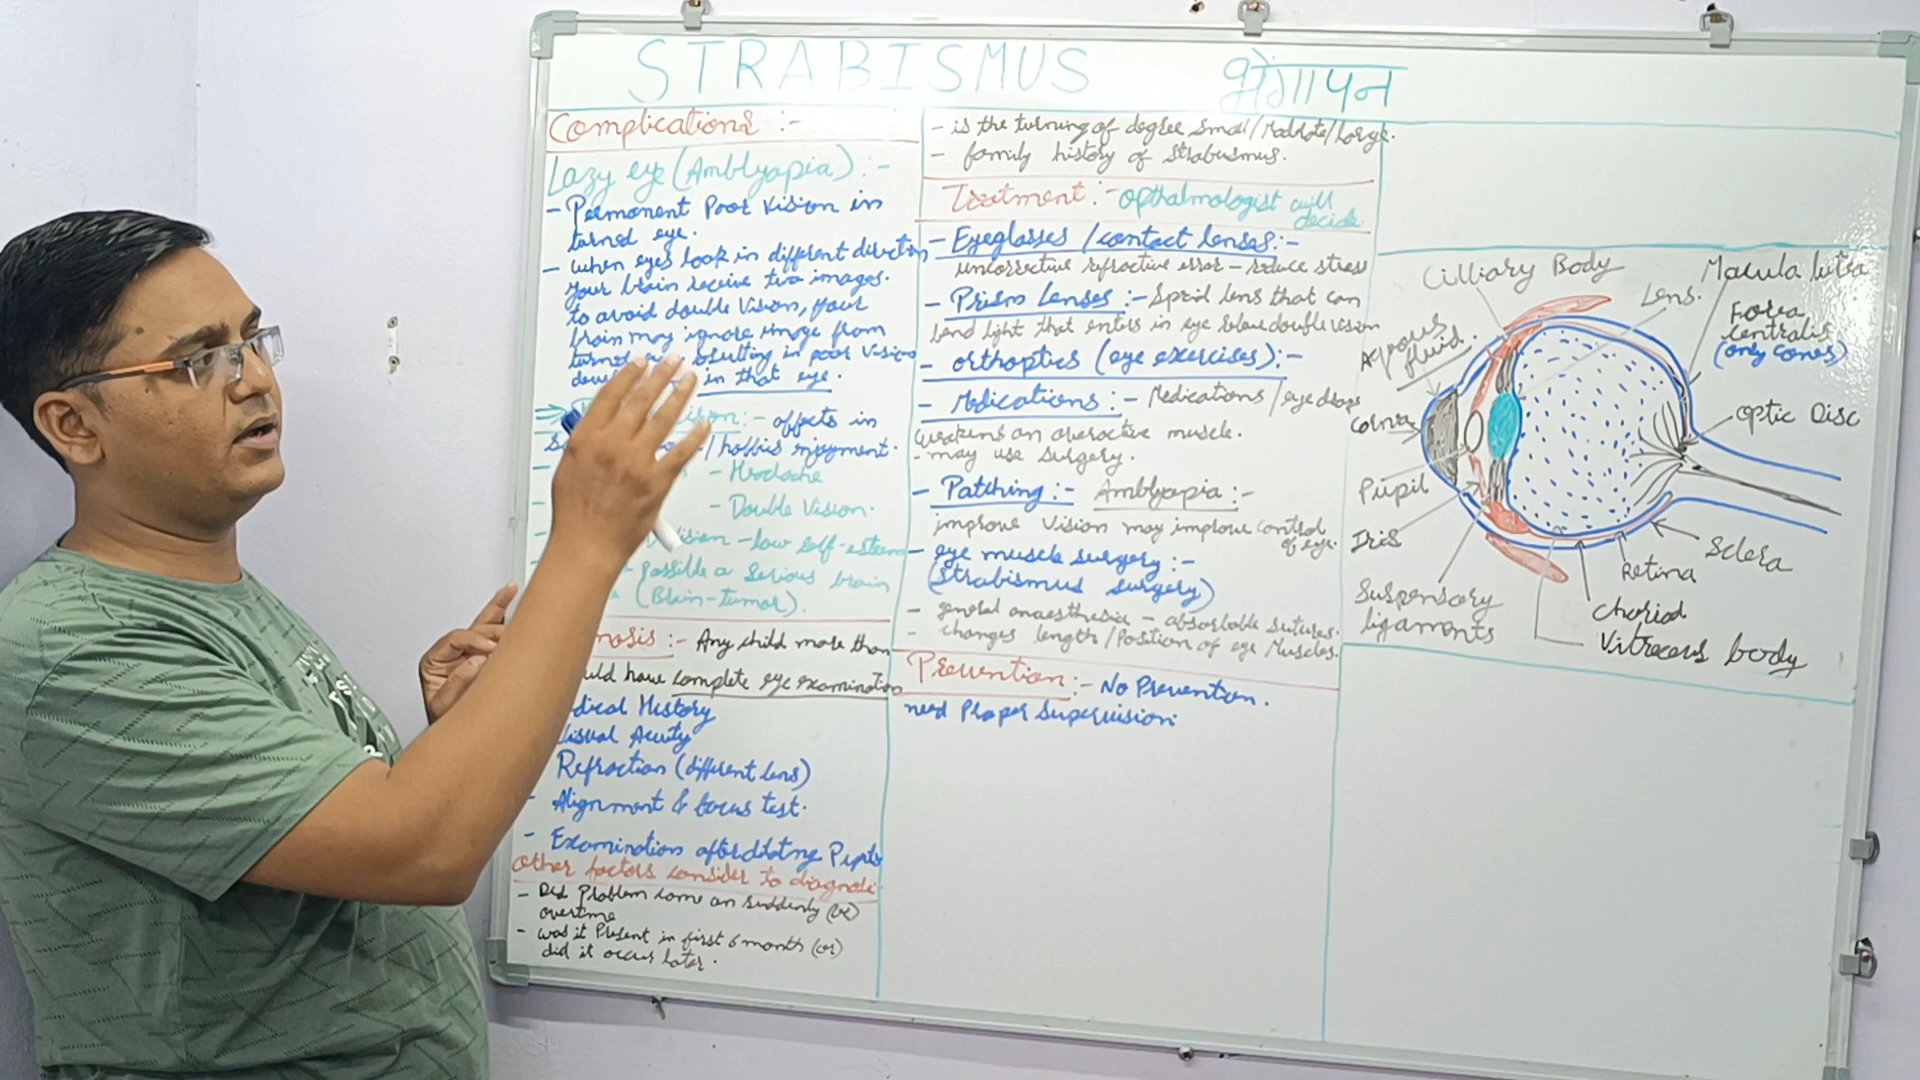 STRABISMUS भेंगापन
Complications :-
Lazy eye (Amblyopia) :-
- Permanent Poor Vision in
turned eye.
- when eyes look in different direction
your brain receive two images.
to avoid double Vision, your
brain may ignore image from
turned resulting in poor Vision
in that eye.
:- affects in
/hobbis enjoyment.
- Headache
- Double Vision.
- low self-esteem
- Possible a Serious brain
(Brain-tumor).
:- Any child more than
have complete eye examination
History
Visual Acuity
Refraction (different lens)
- Alignment & focus test.
- Examination after dilating Pupils
other factors consider to
- Did Problem come on suddenly (or)
overtime
- was it Present in first 6 months (or)
did it occur later.
- is the turning of degree Small/Moderate/Large.
- family history of Strabismus.
Treatment :- opthalmologist will
decide
- Eyeglasses /contact lenses :-
uncorrective refractive error - reduce stress
- Prism Lenses :- lens that can
bend light that enters in eye double vision
- orthoptics (eye exercises) :-
- Medications :- Medications / eye drops
weakens an overactive muscle.
- may use surgery.
- Patching :- Amblyopia :-
improve Vision may improve control
of eye.
- eye muscle surgery :-
(Strabismus surgery)
- general anaesthesia - absorbable sutures.
- changes length/Position of eye Muscles.
Prevention :- No Prevention.
need Proper Supervision.
Cilliary Body
Macula lutea
Lens.
Fovea
centralis
(only cones)
Aqueous
fluid.
Optic Disc
Cornea
Pupil
Iris
Sclera
Retina
Suspensory
ligaments
Choriod
Vitreous body